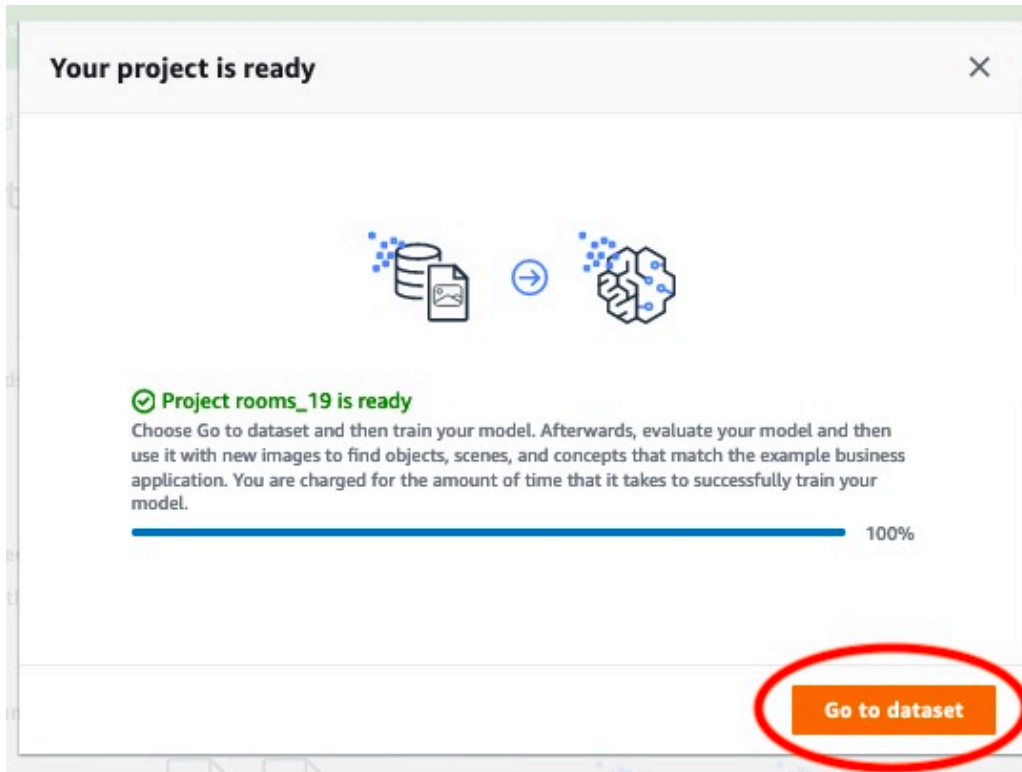 Your project is ready
Project rooms_19 is ready
Choose Go to dataset and then train your model. Afterwards, evaluate your model and then
use it with new images to find objects, scenes, and concepts that match the example business
application. You are charged for the amount of time that it takes to successfully train your
model.
100%
Go to dataset